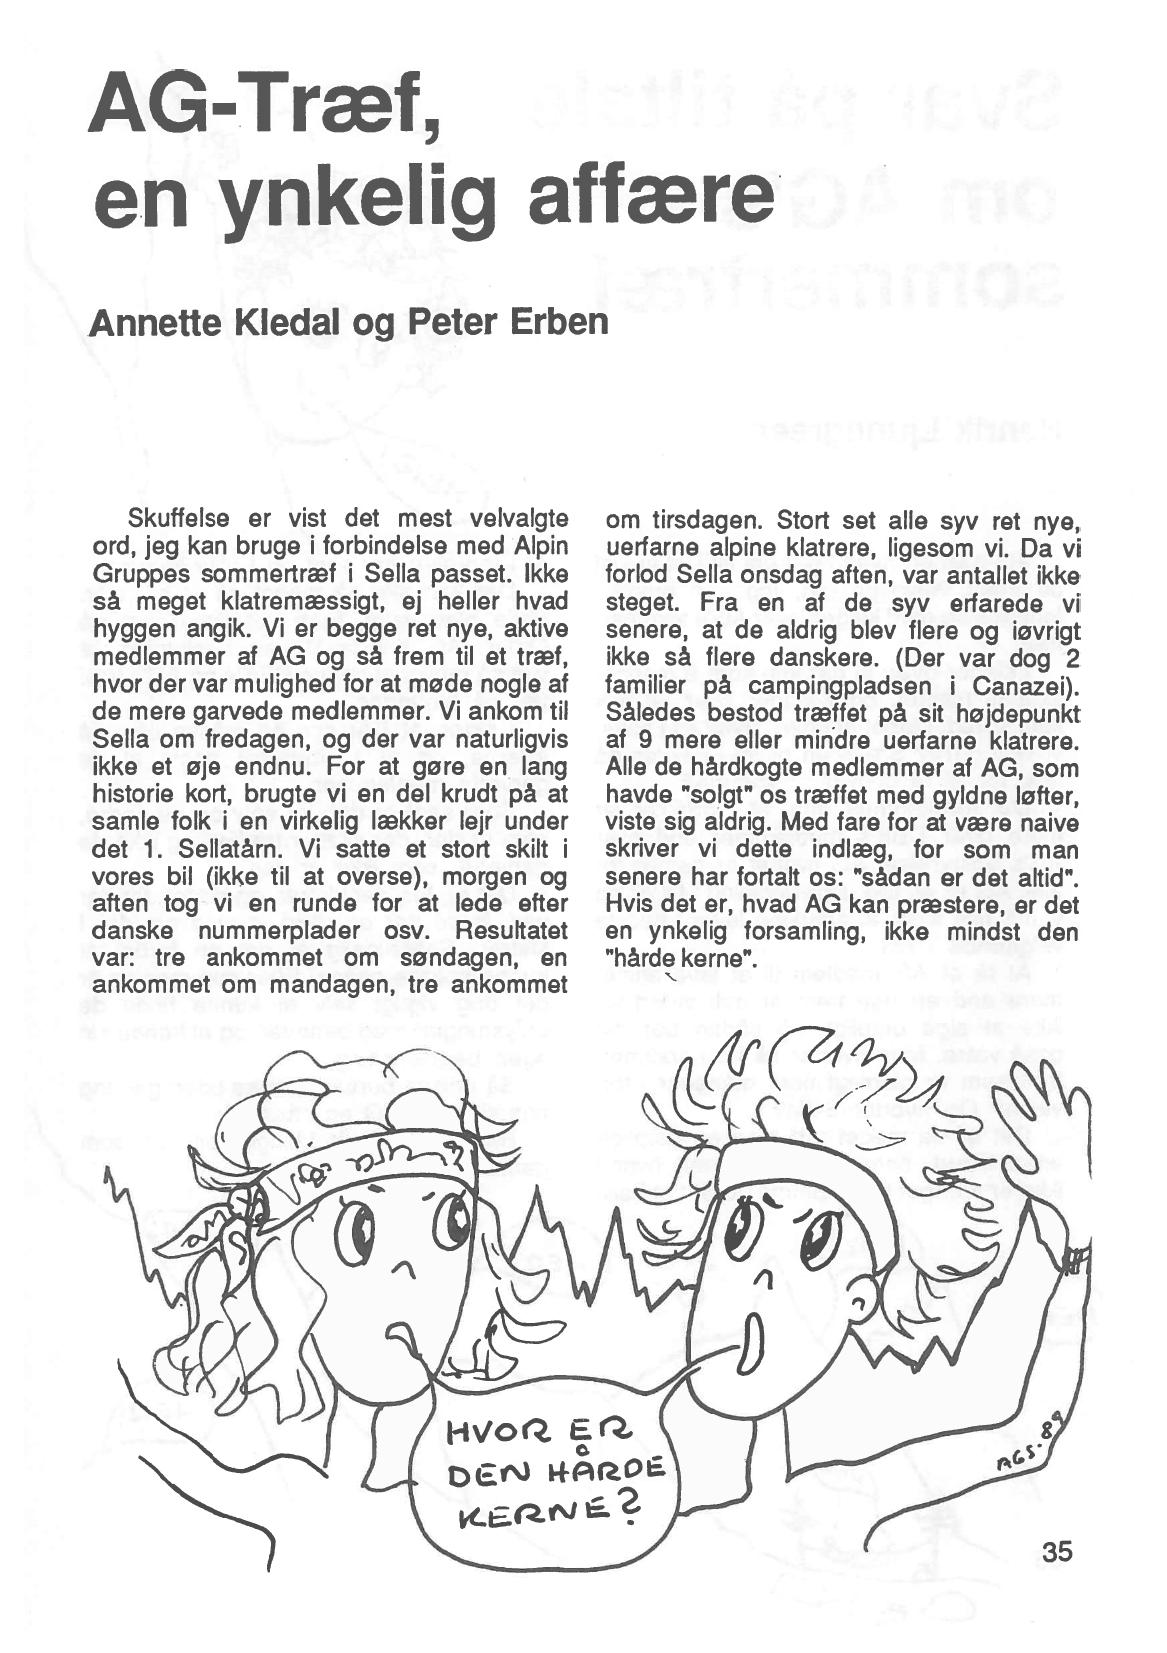 AG-Træf,
en ynkelig affære
Annette Kledal og Peter Erben
Skuffelse er vist det mest velvalgte
ord, jeg kan bruge i forbindelse med Alpin
Gruppes sommertræf i Sella passet. Ikke
så meget klatremæssigt, ej heller hvad
hyggen angik. Vi er begge ret nye, aktive
medlemmer af AG og så frem til et træf,
hvor der var mulighed for at møde nogle af
de mere garvede medlemmer. Vi ankom til
Sella om fredagen, og der var naturligvis
ikke et øje endnu. For at gøre en lang
historie kort, brugte vi en del krudt på at
samle folk i en virkelig lækker lejr under
det 1. Sellatårn. Vi satte et stort skilt i
vores bil (ikke til at overse), morgen og
aften tog vi en runde for at lede efter
danske nummerplader osv. Resultatet
var: tre ankommet om søndagen, en
ankommet om mandagen, tre ankommet
om tirsdagen. Stort set alle syv ret nye,
uerfarne alpine klatrere, ligesom vi. Da vi
forlod Sella onsdag aften, var antallet ikke
steget. Fra en af de syv erfarede vi
senere, at de aldrig blev flere og iøvrigt
ikke så flere danskere. (Der var dog 2
familier på campingpladsen i Canazei).
Således bestod træffet på sit højdepunkt
af 9 mere eller mindre uerfarne klatrere.
Alle de hårdkogte medlemmer af AG, som
havde "solgt" os træffet med gyldne løfter,
viste sig aldrig. Med fare for at være naive
skriver vi dette indlæg, for som man
senere har fortalt os: "sådan er det altid".
Hvis det er, hvad AG kan præstere, er det
en ynkelig forsamling, ikke mindst den
"hårde kerne".
HVOR ER
DEN HÅRDE
KERNE?
AGS.89
35